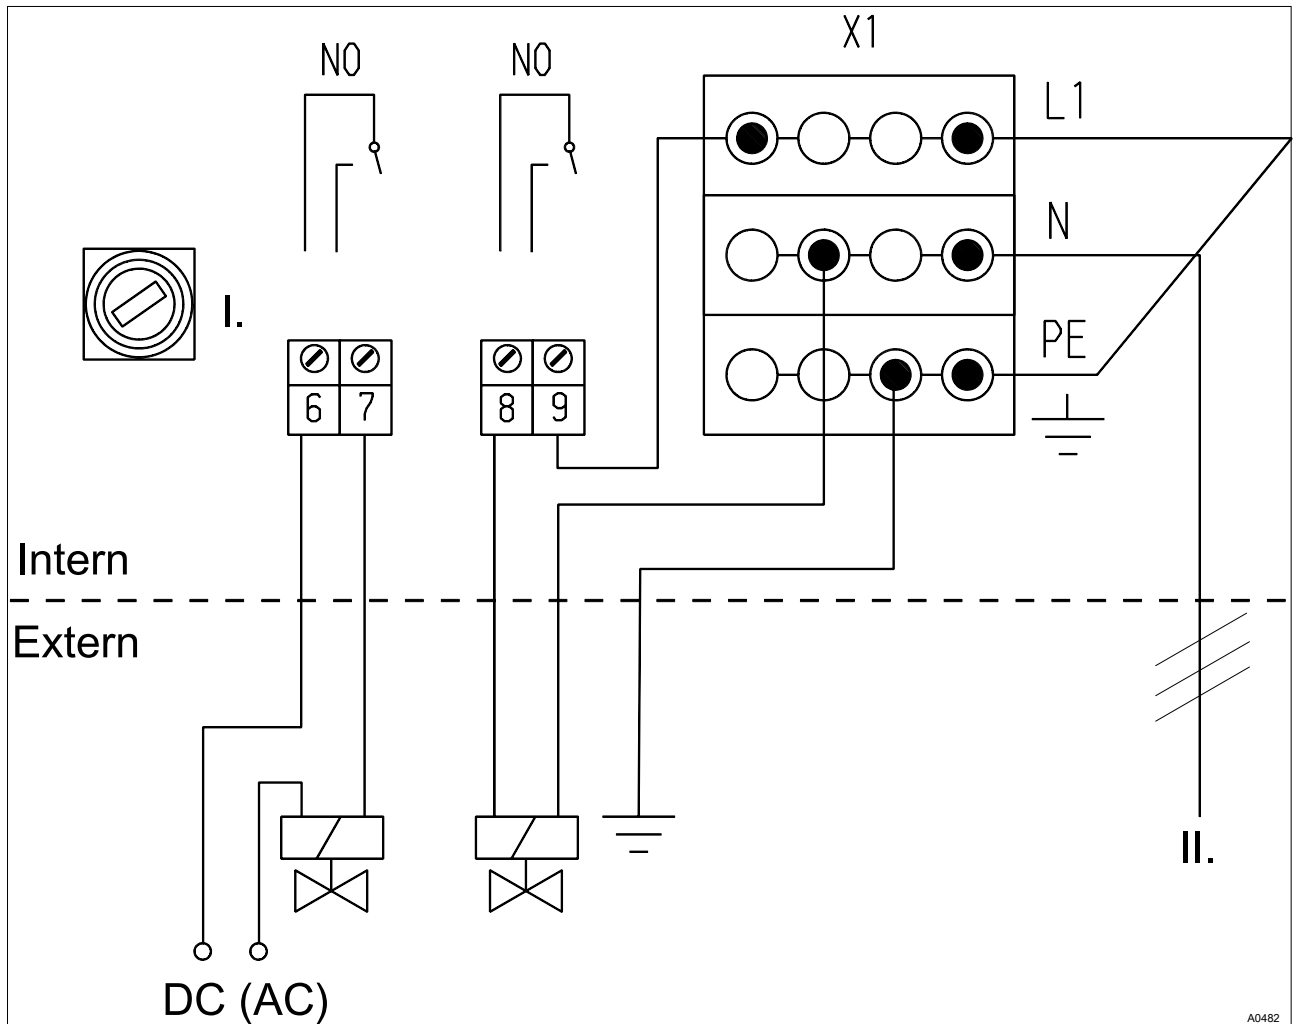 X1
NO
NO
L1
N
PE
I.
6 7
8 9
Intern
Extern
II.
DC (AC)
A0482